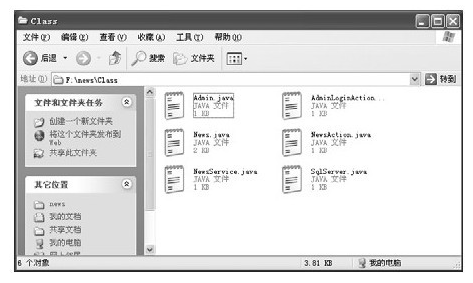 Class
文件(F) 编辑(E) 查看(V) 收藏(A) 工具(T) 帮助(H)
后退 搜索 文件夹
地址(D) F:\news\Class 转到
文件和文件夹任务
创建一个新文件夹
将这个文件夹发布到
Web
共享此文件夹
其它位置
news
我的文档
共享文档
我的电脑
Admin.java
JAVA 文件
1 KB
AdminLoginAction...
JAVA 文件
1 KB
News.java
JAVA 文件
2 KB
NewsAction.java
JAVA 文件
1 KB
NewsService.java
JAVA 文件
1 KB
SqlServer.java
JAVA 文件
1 KB
6 个对象 3.81 KB 我的电脑